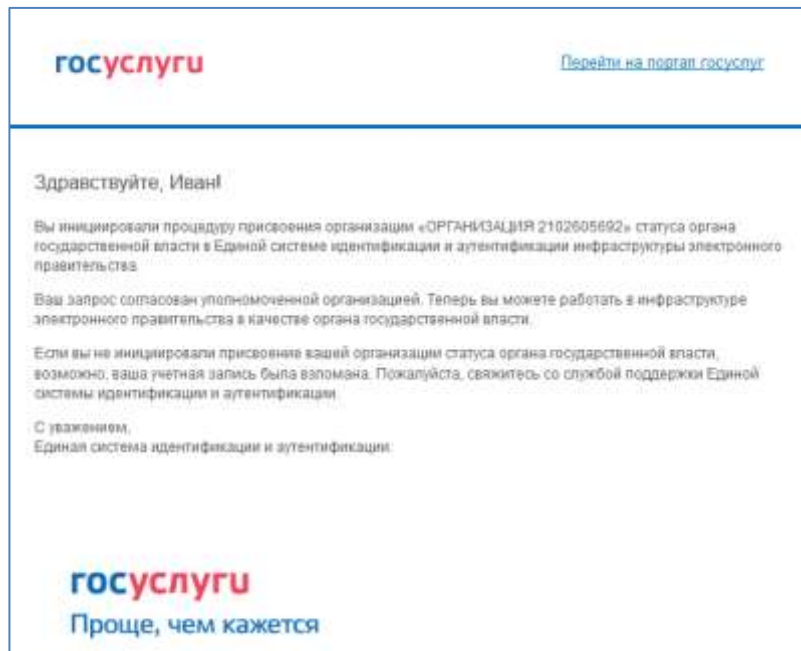 госуслуги
Перейти на портал госуслуг
Здравствуйте, Иван!
Вы инициировали процедуру присвоения организации «ОРГАНИЗАЦИЯ 2102605692» статуса органа
государственной власти в Единой системе идентификации и аутентификации инфраструктуры электронного
правительства.
Ваш запрос согласован уполномоченной организацией. Теперь вы можете работать в инфраструктуре
электронного правительства в качестве органа государственной власти.
Если вы не инициировали присвоение вашей организации статуса органа государственной власти,
возможно, ваша учетная запись была взломана. Пожалуйста, свяжитесь со службой поддержки Единой
системы идентификации и аутентификации.
С уважением,
Единая система идентификации и аутентификации.
госуслуги
Проще, чем кажется